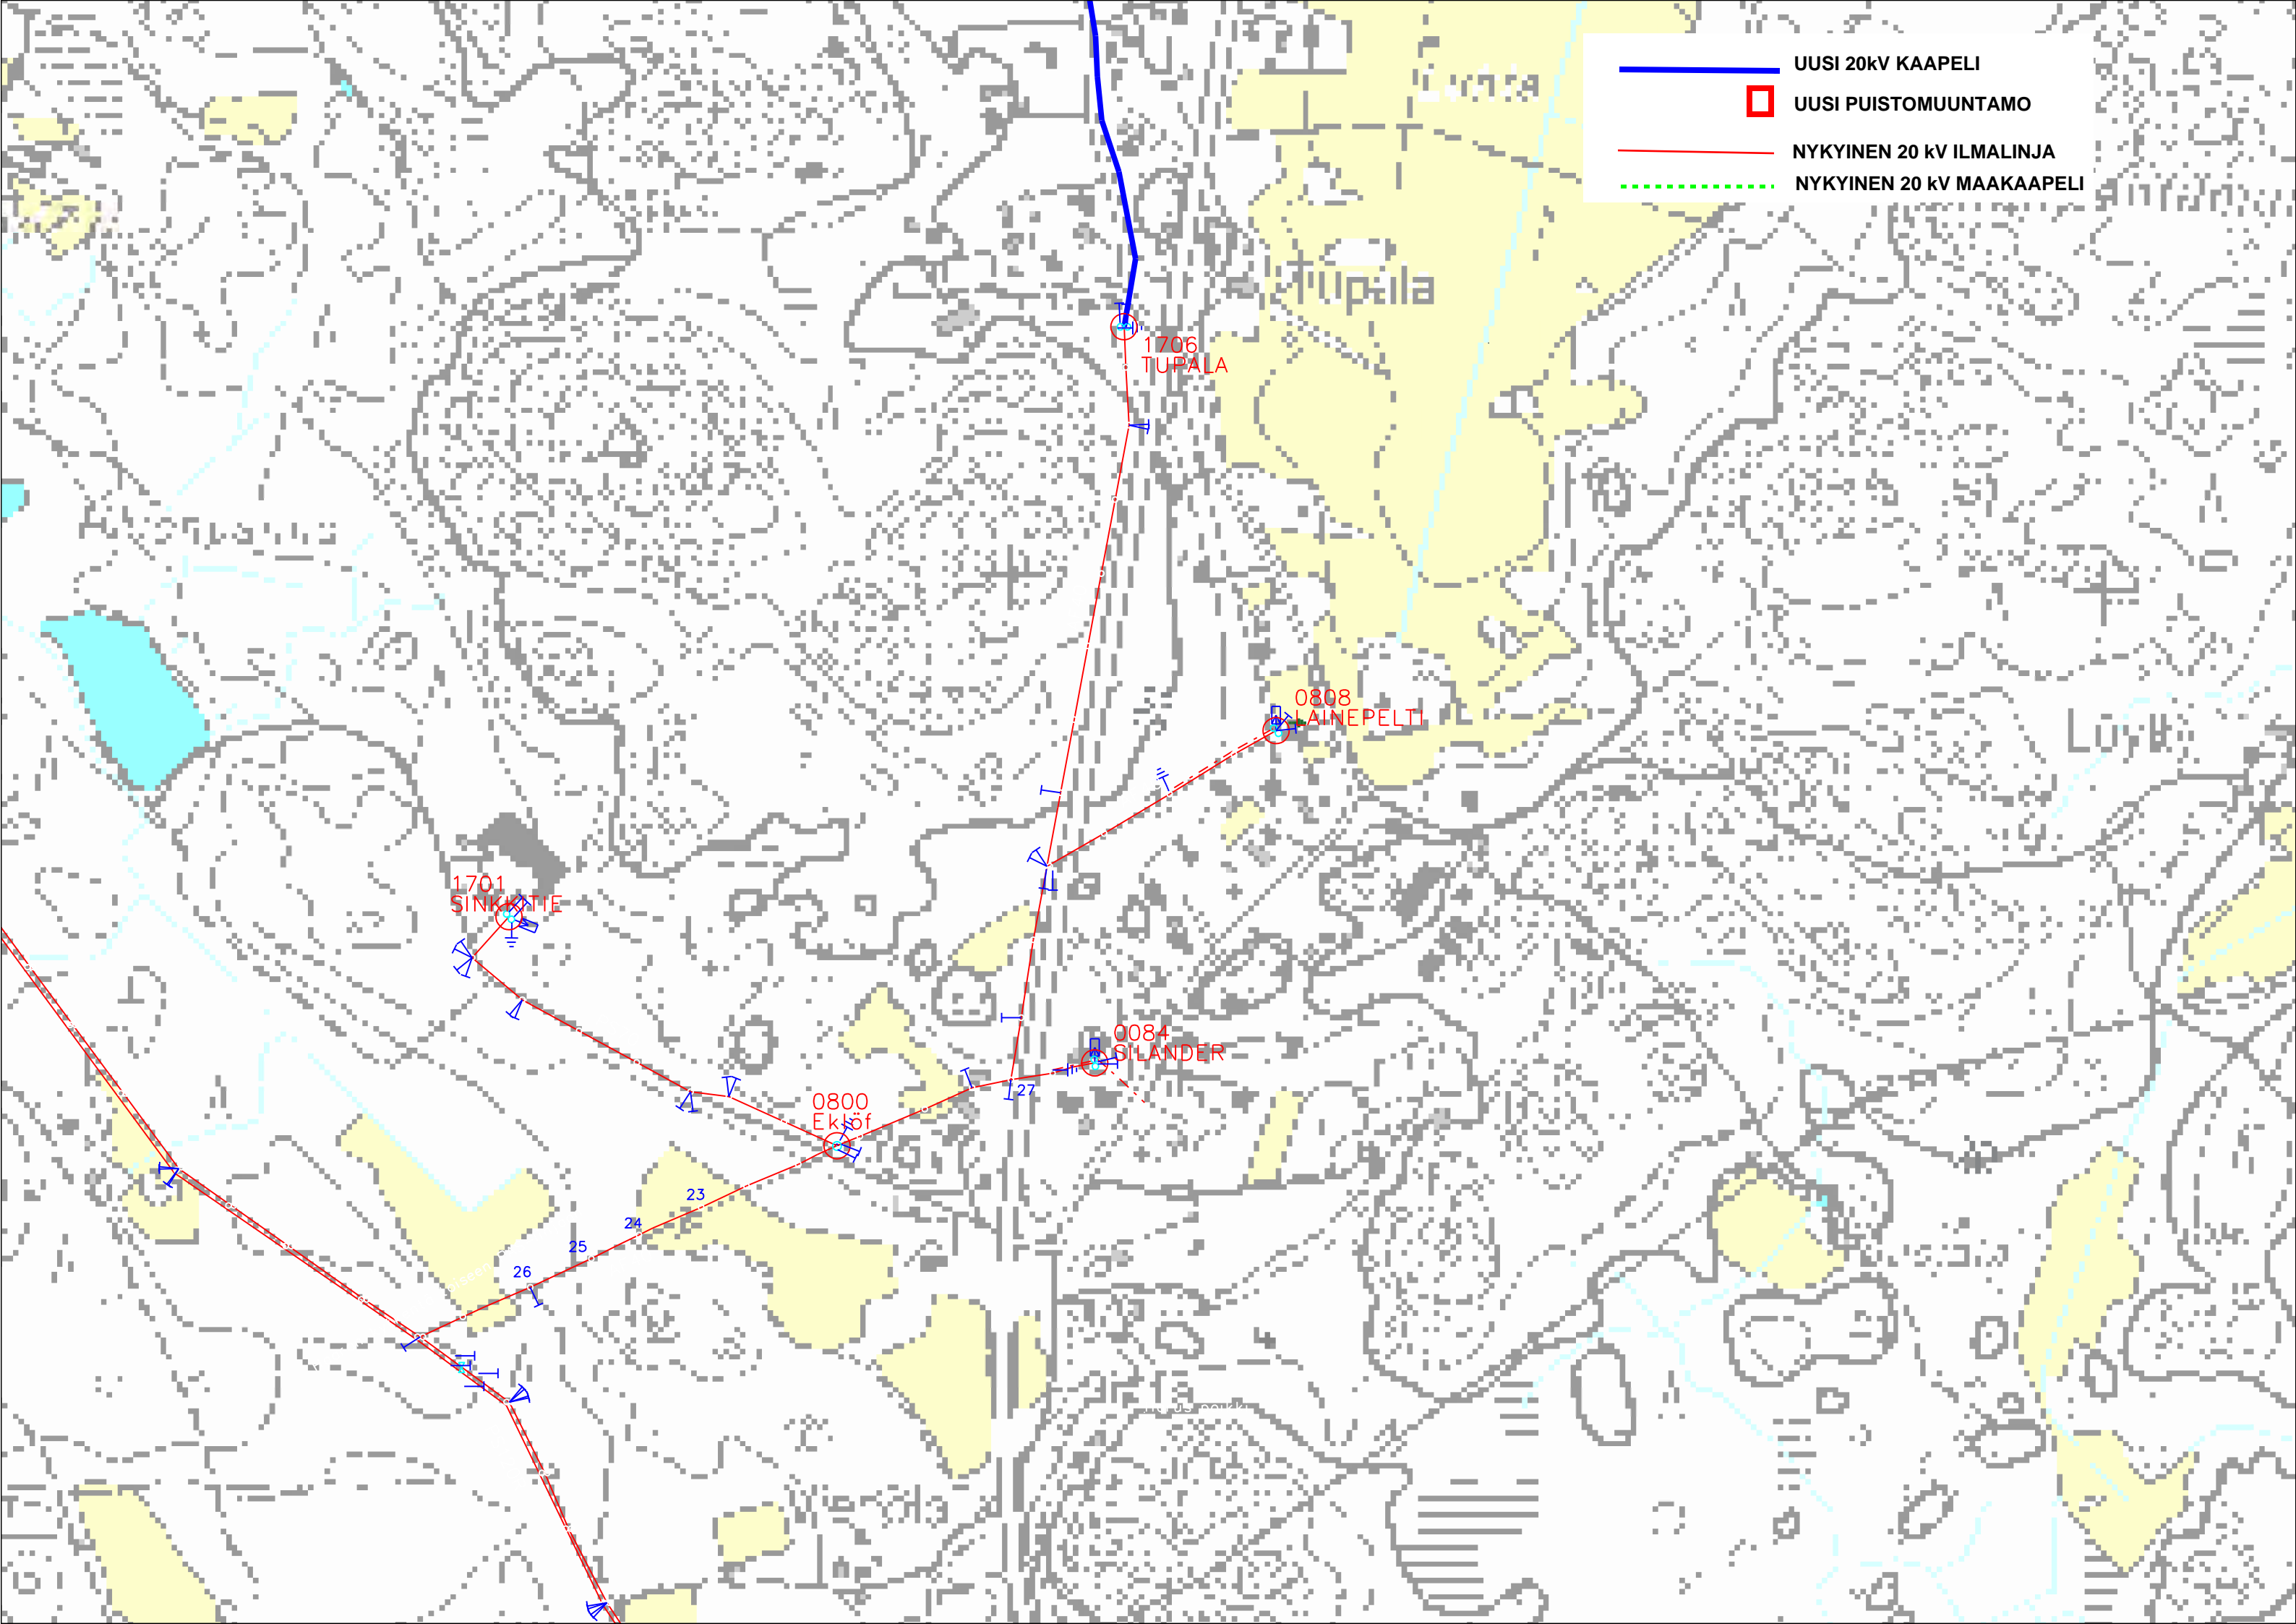 UUSI 20kV KAAPELI
UUSI PUISTOMUUNTAMO
NYKYINEN 20 kV ILMALINJA
NYKYINEN 20 kV MAAKAAPELI
Tupala
1706
TUPALA
0808
LAINEPELTI
1701
SINKKITIE
0084
SILANDER
27
0800
Eklöf
23
24
25
26